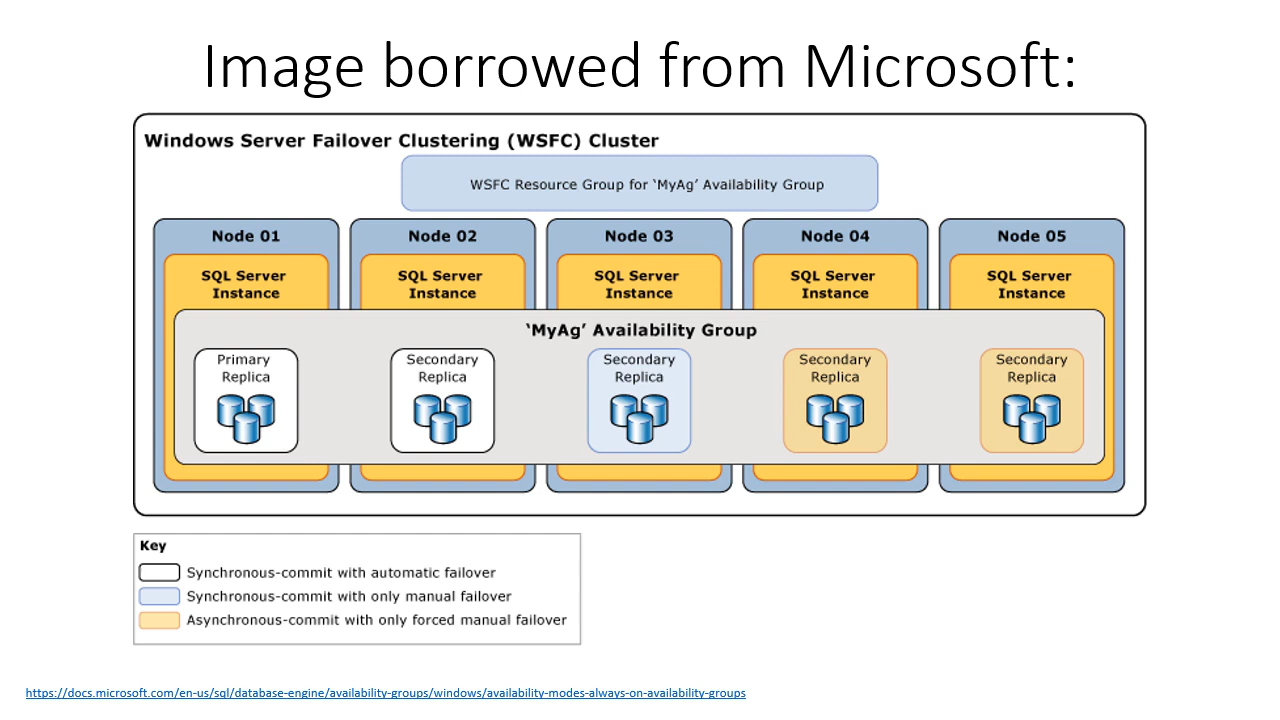 Image borrowed from Microsoft:
Windows Server Failover Clustering (WSFC) Cluster
WSFC Resource Group for ‘MyAg’ Availability Group
Node 01
SQL Server
Instance
Node 02
SQL Server
Instance
Node 03
SQL Server
Instance
Node 04
SQL Server
Instance
Node 05
SQL Server
Instance
‘MyAg’ Availability Group
Primary
Replica
Secondary
Replica
Secondary
Replica
Secondary
Replica
Secondary
Replica
Key
Synchronous-commit with automatic failover
Synchronous-commit with only manual failover
Asynchronous-commit with only forced manual failover
https://docs.microsoft.com/en-us/sql/database-engine/availability-groups/windows/availability-modes-always-on-availability-groups